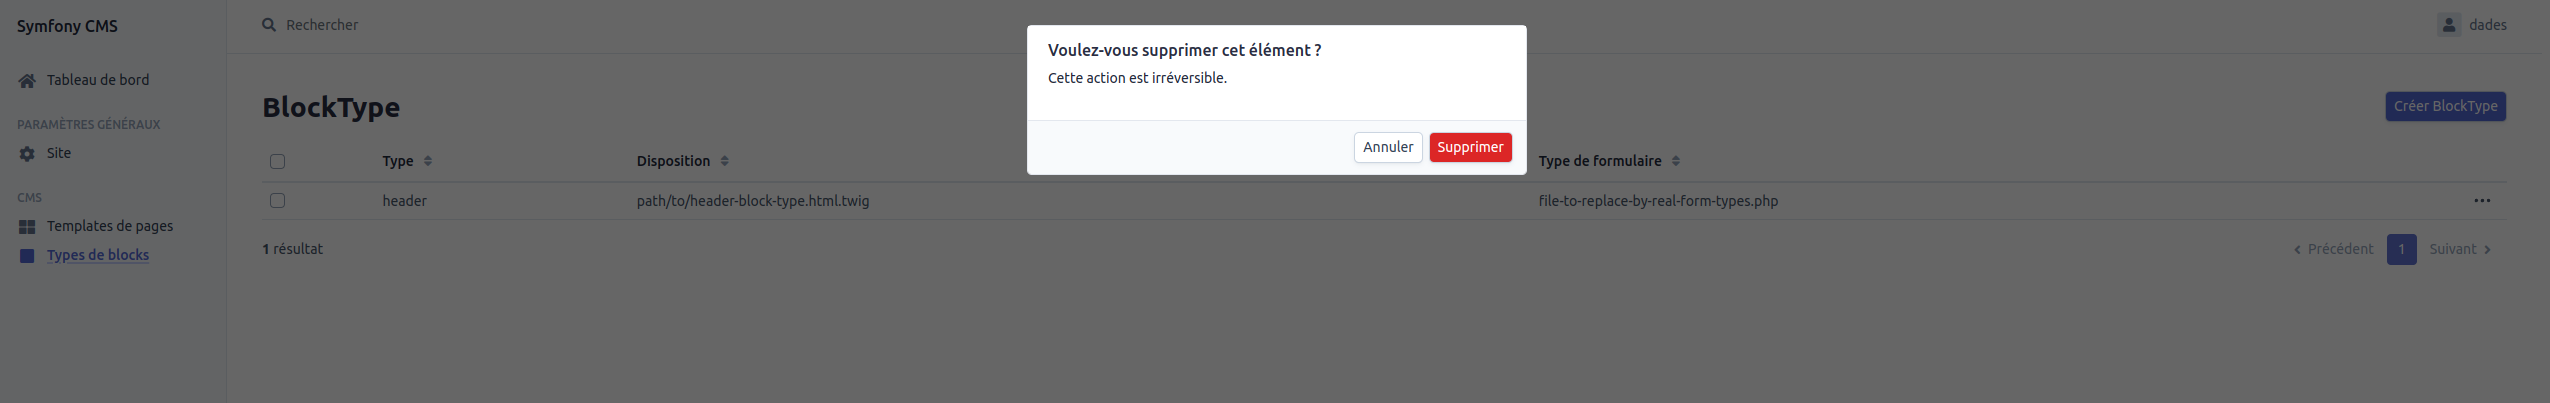 Symfony CMS
Rechercher
dades
Voulez-vous supprimer cet élément ?
Cette action est irréversible.
Annuler
Supprimer
Tableau de bord
PARAMÈTRES GÉNÉRAUX
Site
CMS
Templates de pages
Types de blocks
BlockType
Créer BlockType
Type
Disposition
Type de formulaire
header
path/to/header-block-type.html.twig
file-to-replace-by-real-form-types.php
1 résultat
Précédent
1
Suivant